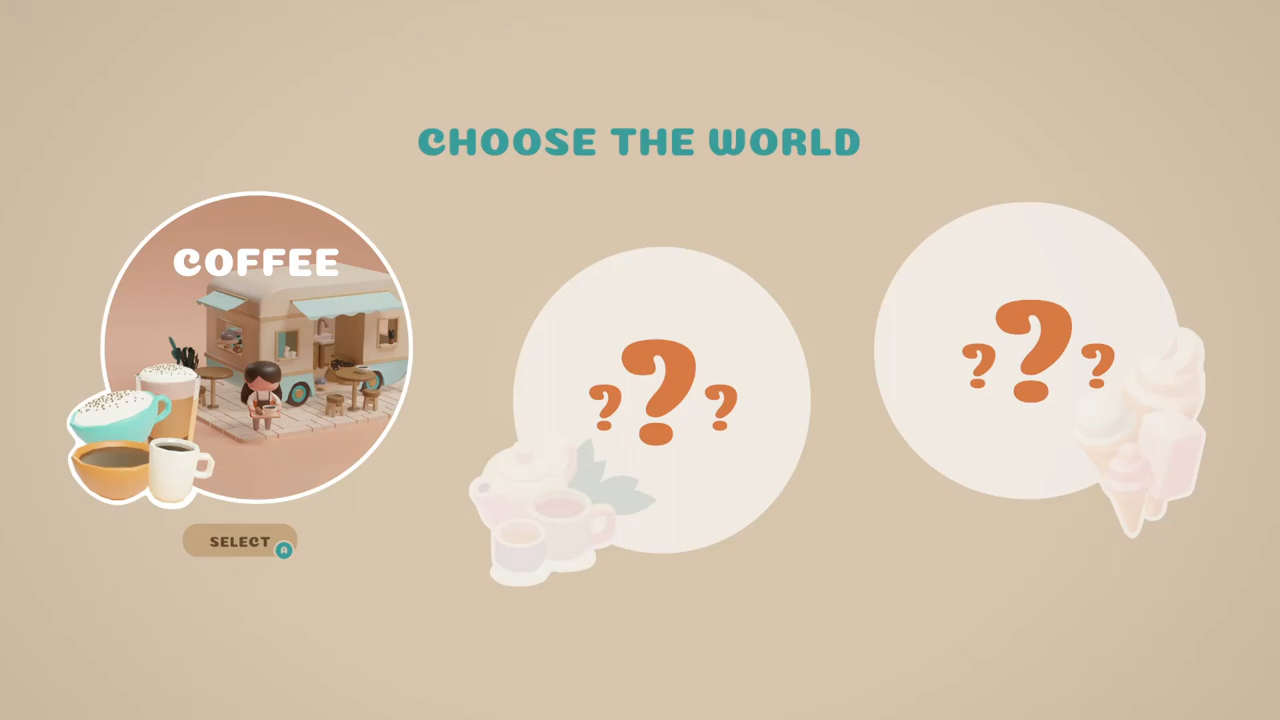 CHOOSE THE WORLD
COFFEE
? ? ?
? ? ?
SELECT
A